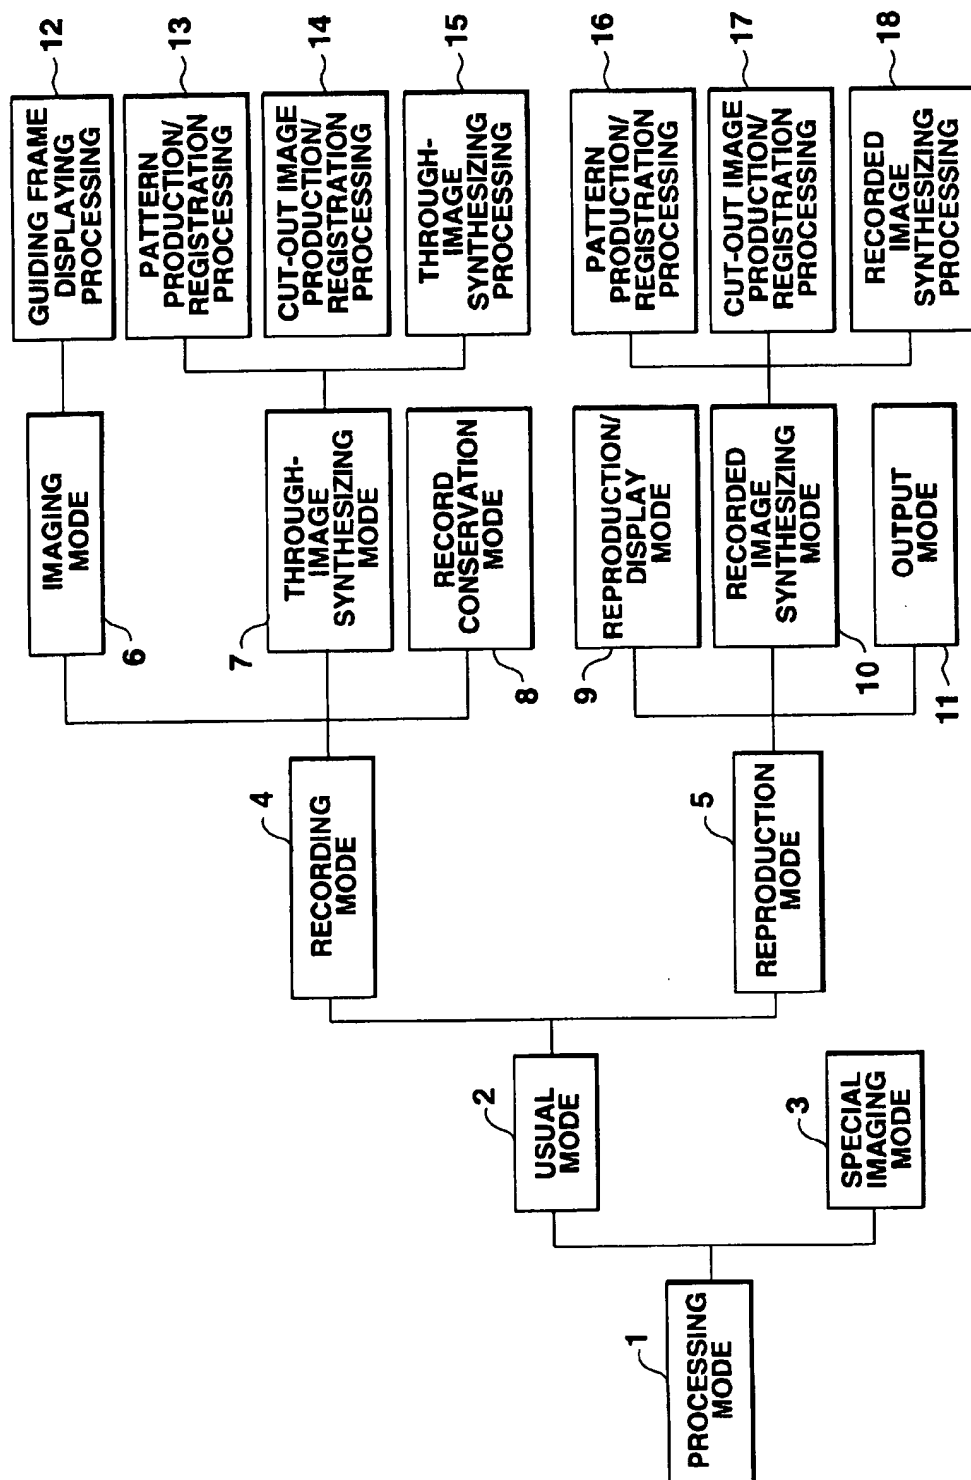 1
PROCESSING
MODE
2
USUAL
MODE
3
SPECIAL
IMAGING
MODE
4
RECORDING
MODE
5
REPRODUCTION
MODE
6
IMAGING
MODE
7
THROUGH-
IMAGE
SYNTHESIZING
MODE
8
RECORD
CONSERVATION
MODE
9
REPRODUCTION/
DISPLAY
MODE
10
RECORDED
IMAGE
SYNTHESIZING
MODE
11
OUTPUT
MODE
12
GUIDING FRAME
DISPLAYING
PROCESSING
13
PATTERN
PRODUCTION/
REGISTRATION
PROCESSING
14
CUT-OUT IMAGE
PRODUCTION/
REGISTRATION
PROCESSING
15
THROUGH-
IMAGE
SYNTHESIZING
PROCESSING
16
PATTERN
PRODUCTION/
REGISTRATION
PROCESSING
17
CUT-OUT IMAGE
PRODUCTION/
REGISTRATION
PROCESSING
18
RECORDED
IMAGE
SYNTHESIZING
PROCESSING